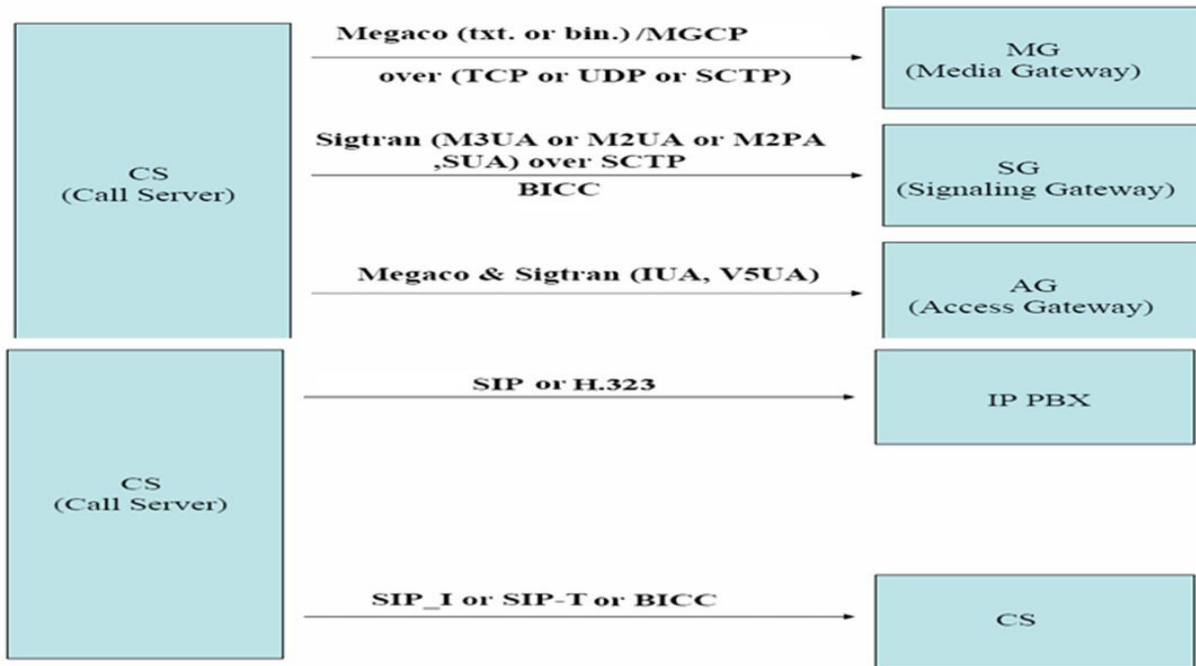 Megaco (txt. or bin.) /MGCP
over (TCP or UDP or SCTP)
MG
(Media Gateway)
CS
(Call Server)
Sigtran (M3UA or M2UA or M2PA
,SUA) over SCTP
BICC
SG
(Signaling Gateway)
Megaco & Sigtran (IUA, V5UA)
AG
(Access Gateway)
SIP or H.323
IP PBX
CS
(Call Server)
SIP_I or SIP-T or BICC
CS